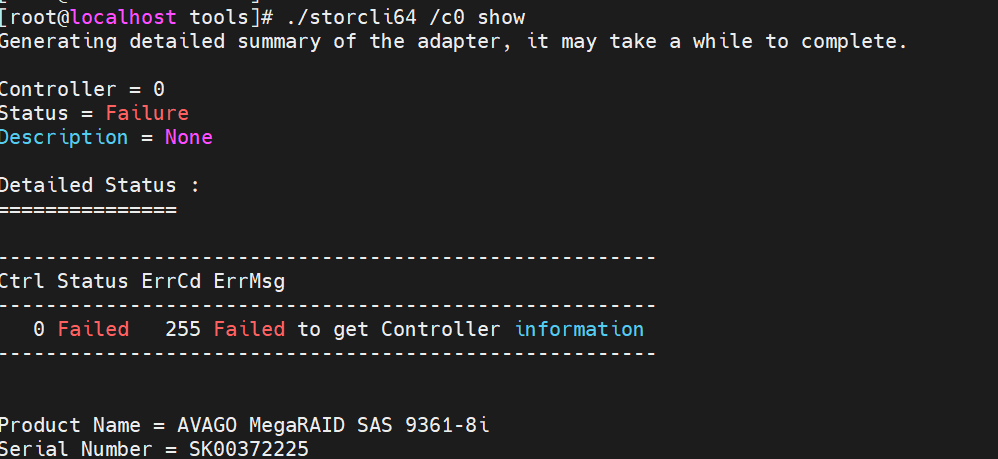 [root@localhost tools]# ./storcli64 /c0 show
Generating detailed summary of the adapter, it may take a while to complete.
Controller = 0
Status = Failure
Description = None
Detailed Status :
===============
-------------------------------------------------------
Ctrl Status ErrCd ErrMsg
-------------------------------------------------------
   0 Failed   255 Failed to get Controller information
-------------------------------------------------------
Product Name = AVAGO MegaRAID SAS 9361-8i
Serial Number = SK00372225